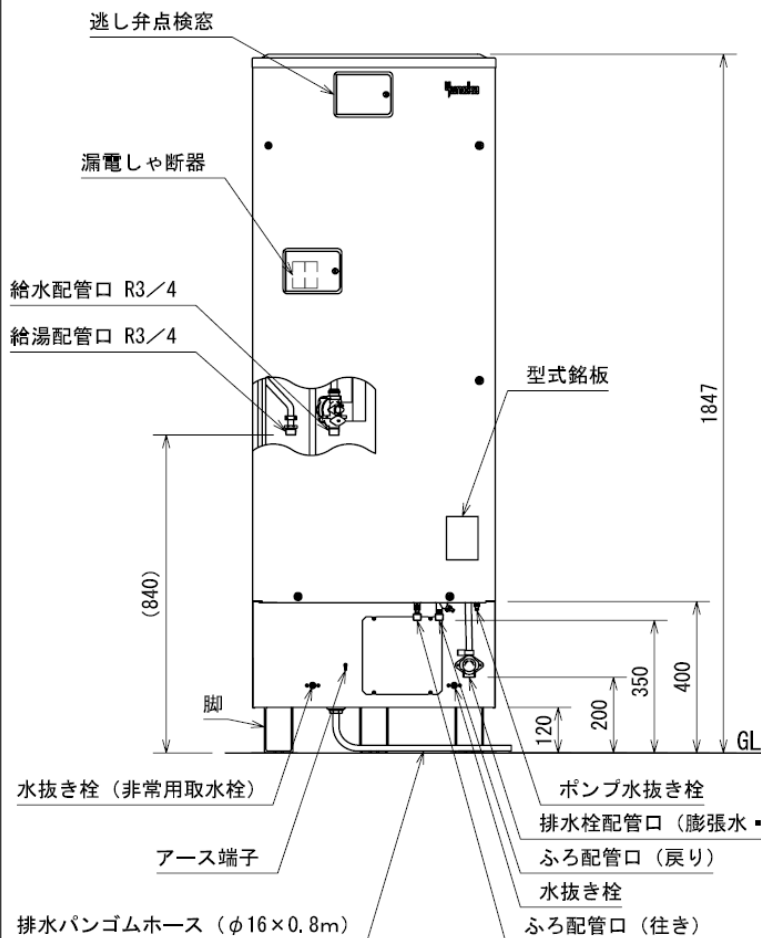 逃し弁点検窓
漏電しゃ断器
給水配管口 R3／4
給湯配管口 R3／4
型式銘板
1847
(840)
脚
120
200
350
400
GL
水抜き栓（非常用取水栓）
ポンプ水抜き栓
排水栓配管口（膨張水・
アース端子
ふろ配管口（戻り）
水抜き栓
排水パンゴムホース（φ16×0.8m）
ふろ配管口（往き）